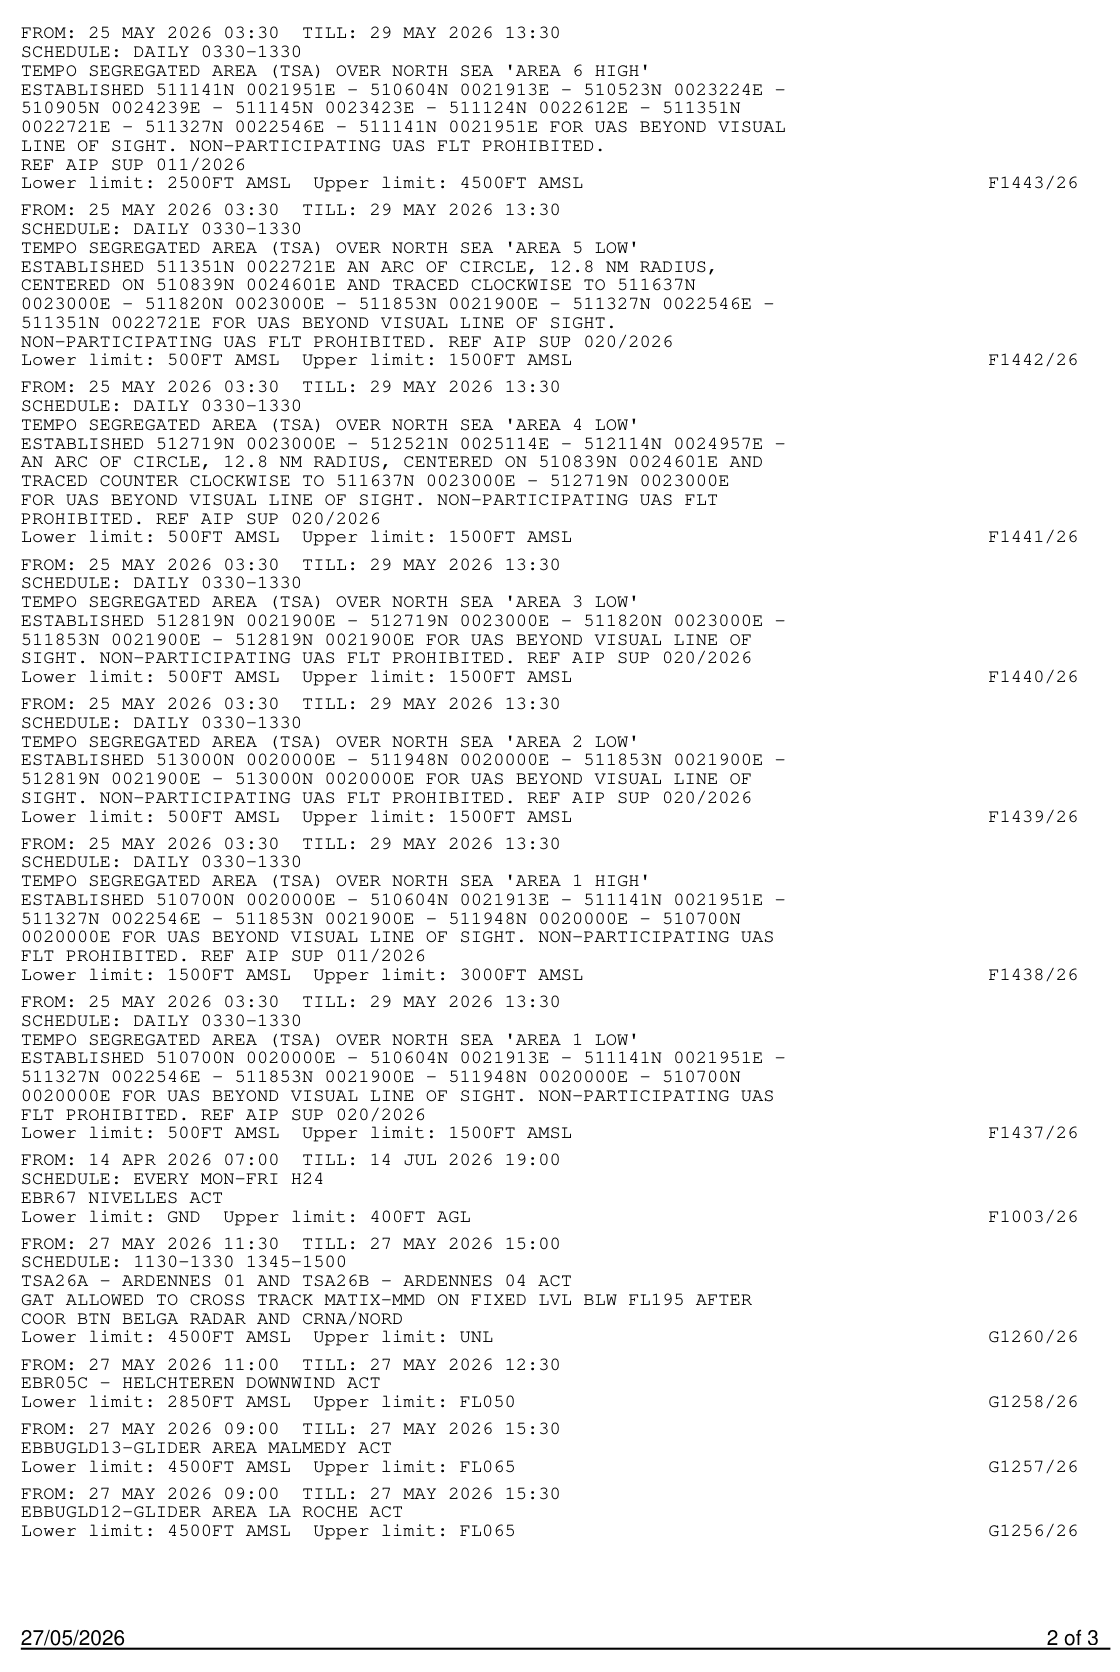 FROM: 25 MAY 2026 03:30  TILL: 29 MAY 2026 13:30
SCHEDULE: DAILY 0330-1330
TEMPO SEGREGATED AREA (TSA) OVER NORTH SEA 'AREA 6 HIGH'
ESTABLISHED 511141N 0021951E - 510604N 0021913E - 510523N 0023224E -
510905N 0024239E - 511145N 0023423E - 511124N 0022612E - 511351N
0022721E - 511327N 0022546E - 511141N 0021951E FOR UAS BEYOND VISUAL
LINE OF SIGHT. NON-PARTICIPATING UAS FLT PROHIBITED.
REF AIP SUP 011/2026
Lower limit: 2500FT AMSL  Upper limit: 4500FT AMSL F1443/26
FROM: 25 MAY 2026 03:30  TILL: 29 MAY 2026 13:30
SCHEDULE: DAILY 0330-1330
TEMPO SEGREGATED AREA (TSA) OVER NORTH SEA 'AREA 5 LOW'
ESTABLISHED 511351N 0022721E AN ARC OF CIRCLE, 12.8 NM RADIUS,
CENTERED ON 510839N 0024601E AND TRACED CLOCKWISE TO 511637N
0023000E - 511820N 0023000E - 511853N 0021900E - 511327N 0022546E -
511351N 0022721E FOR UAS BEYOND VISUAL LINE OF SIGHT.
NON-PARTICIPATING UAS FLT PROHIBITED. REF AIP SUP 020/2026
Lower limit: 500FT AMSL  Upper limit: 1500FT AMSL F1442/26
FROM: 25 MAY 2026 03:30  TILL: 29 MAY 2026 13:30
SCHEDULE: DAILY 0330-1330
TEMPO SEGREGATED AREA (TSA) OVER NORTH SEA 'AREA 4 LOW'
ESTABLISHED 512719N 0023000E - 512521N 0025114E - 512114N 0024957E -
AN ARC OF CIRCLE, 12.8 NM RADIUS, CENTERED ON 510839N 0024601E AND
TRACED COUNTER CLOCKWISE TO 511637N 0023000E - 512719N 0023000E
FOR UAS BEYOND VISUAL LINE OF SIGHT. NON-PARTICIPATING UAS FLT
PROHIBITED. REF AIP SUP 020/2026
Lower limit: 500FT AMSL  Upper limit: 1500FT AMSL F1441/26
FROM: 25 MAY 2026 03:30  TILL: 29 MAY 2026 13:30
SCHEDULE: DAILY 0330-1330
TEMPO SEGREGATED AREA (TSA) OVER NORTH SEA 'AREA 3 LOW'
ESTABLISHED 512819N 0021900E - 512719N 0023000E - 511820N 0023000E -
511853N 0021900E - 512819N 0021900E FOR UAS BEYOND VISUAL LINE OF
SIGHT. NON-PARTICIPATING UAS FLT PROHIBITED. REF AIP SUP 020/2026
Lower limit: 500FT AMSL  Upper limit: 1500FT AMSL F1440/26
FROM: 25 MAY 2026 03:30  TILL: 29 MAY 2026 13:30
SCHEDULE: DAILY 0330-1330
TEMPO SEGREGATED AREA (TSA) OVER NORTH SEA 'AREA 2 LOW'
ESTABLISHED 513000N 0020000E - 511948N 0020000E - 511853N 0021900E -
512819N 0021900E - 513000N 0020000E FOR UAS BEYOND VISUAL LINE OF
SIGHT. NON-PARTICIPATING UAS FLT PROHIBITED. REF AIP SUP 020/2026
Lower limit: 500FT AMSL  Upper limit: 1500FT AMSL F1439/26
FROM: 25 MAY 2026 03:30  TILL: 29 MAY 2026 13:30
SCHEDULE: DAILY 0330-1330
TEMPO SEGREGATED AREA (TSA) OVER NORTH SEA 'AREA 1 HIGH'
ESTABLISHED 510700N 0020000E - 510604N 0021913E - 511141N 0021951E -
511327N 0022546E - 511853N 0021900E - 511948N 0020000E - 510700N
0020000E FOR UAS BEYOND VISUAL LINE OF SIGHT. NON-PARTICIPATING UAS
FLT PROHIBITED. REF AIP SUP 011/2026
Lower limit: 1500FT AMSL  Upper limit: 3000FT AMSL F1438/26
FROM: 25 MAY 2026 03:30  TILL: 29 MAY 2026 13:30
SCHEDULE: DAILY 0330-1330
TEMPO SEGREGATED AREA (TSA) OVER NORTH SEA 'AREA 1 LOW'
ESTABLISHED 510700N 0020000E - 510604N 0021913E - 511141N 0021951E -
511327N 0022546E - 511853N 0021900E - 511948N 0020000E - 510700N
0020000E FOR UAS BEYOND VISUAL LINE OF SIGHT. NON-PARTICIPATING UAS
FLT PROHIBITED. REF AIP SUP 020/2026
Lower limit: 500FT AMSL  Upper limit: 1500FT AMSL F1437/26
FROM: 14 APR 2026 07:00  TILL: 14 JUL 2026 19:00
SCHEDULE: EVERY MON-FRI H24
EBR67 NIVELLES ACT
Lower limit: GND  Upper limit: 400FT AGL F1003/26
FROM: 27 MAY 2026 11:30  TILL: 27 MAY 2026 15:00
SCHEDULE: 1130-1330 1345-1500
TSA26A - ARDENNES 01 AND TSA26B - ARDENNES 04 ACT
GAT ALLOWED TO CROSS TRACK MATIX-MMD ON FIXED LVL BLW FL195 AFTER
COOR BTN BELGA RADAR AND CRNA/NORD
Lower limit: 4500FT AMSL  Upper limit: UNL G1260/26
FROM: 27 MAY 2026 11:00  TILL: 27 MAY 2026 12:30
EBR05C - HELCHTEREN DOWNWIND ACT
Lower limit: 2850FT AMSL  Upper limit: FL050 G1258/26
FROM: 27 MAY 2026 09:00  TILL: 27 MAY 2026 15:30
EBBUGLD13-GLIDER AREA MALMEDY ACT
Lower limit: 4500FT AMSL  Upper limit: FL065 G1257/26
FROM: 27 MAY 2026 09:00  TILL: 27 MAY 2026 15:30
EBBUGLD12-GLIDER AREA LA ROCHE ACT
Lower limit: 4500FT AMSL  Upper limit: FL065 G1256/26
27/05/2026 2 of 3